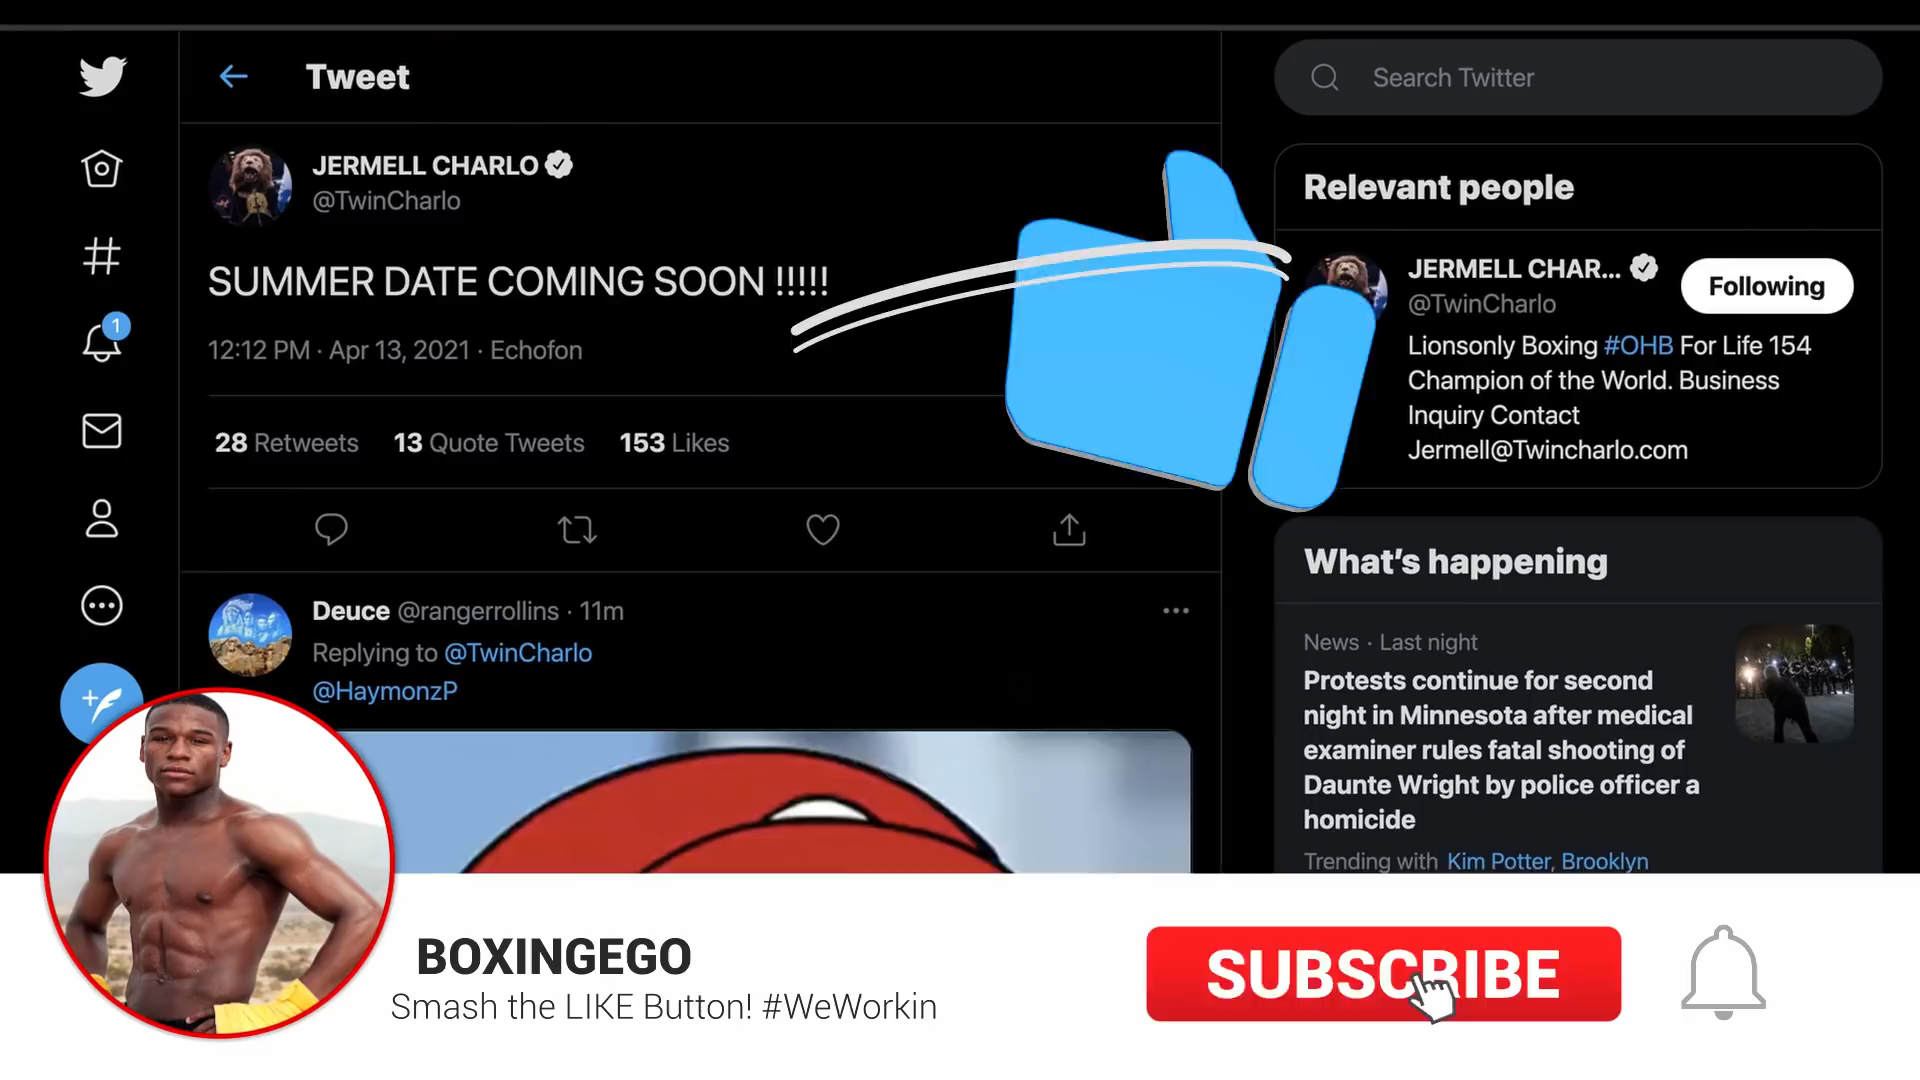 Tweet
Search Twitter
JERMELL CHARLO
@TwinCharlo
SUMMER DATE COMING SOON !!!!!
12:12 PM · Apr 13, 2021 · Echofon
28 Retweets 13 Quote Tweets 153 Likes
1
Deuce @rangerrollins · 11m
Replying to @TwinCharlo
@HaymonzP
Relevant people
JERMELL CHAR...
@TwinCharlo
Following
Lionsonly Boxing #OHB For Life 154
Champion of the World. Business
Inquiry Contact
Jermell@Twincharlo.com
What's happening
News · Last night
Protests continue for second
night in Minnesota after medical
examiner rules fatal shooting of
Daunte Wright by police officer a
homicide
Trending with Kim Potter, Brooklyn
BOXINGEGO
Smash the LIKE Button! #WeWorkin
SUBSCRIBE